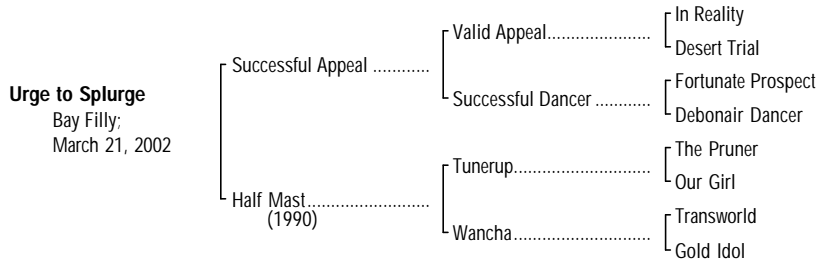 In Reality
Valid Appeal.......................
Desert Trial
Successful Appeal ............
Fortunate Prospect
Successful Dancer ............
Debonair Dancer
Urge to Splurge
Bay Filly;
March 21, 2002
The Pruner
Tunerup..............................
Our Girl
Half Mast..........................
(1990)
Transworld
Wancha..............................
Gold Idol